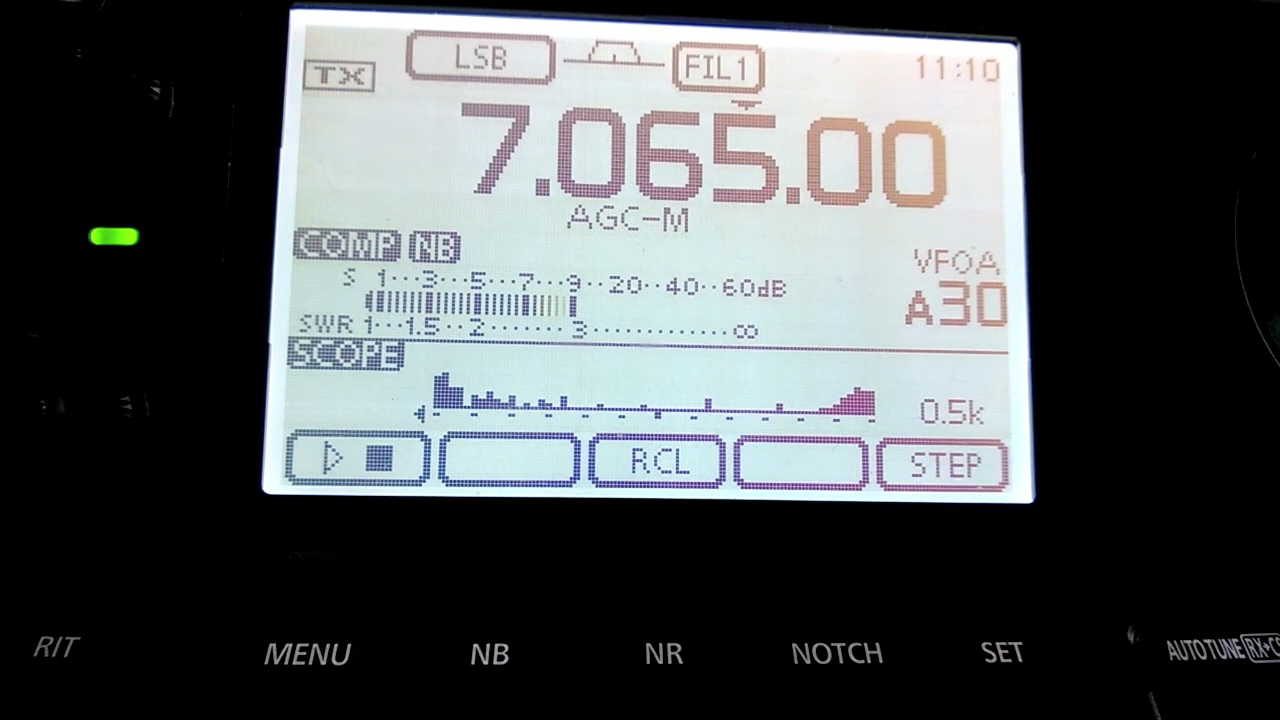 TX LSB FIL1 11:10
7.065.00
AGC-M
COMP NB
VFOA
S 1···3···5···7···9··20··40··60dB
A30
SWR 1···1.5··2·········3··············∞
SCOPE
0.5k
RCL STEP
RIT MENU NB NR NOTCH SET AUTOTUNE